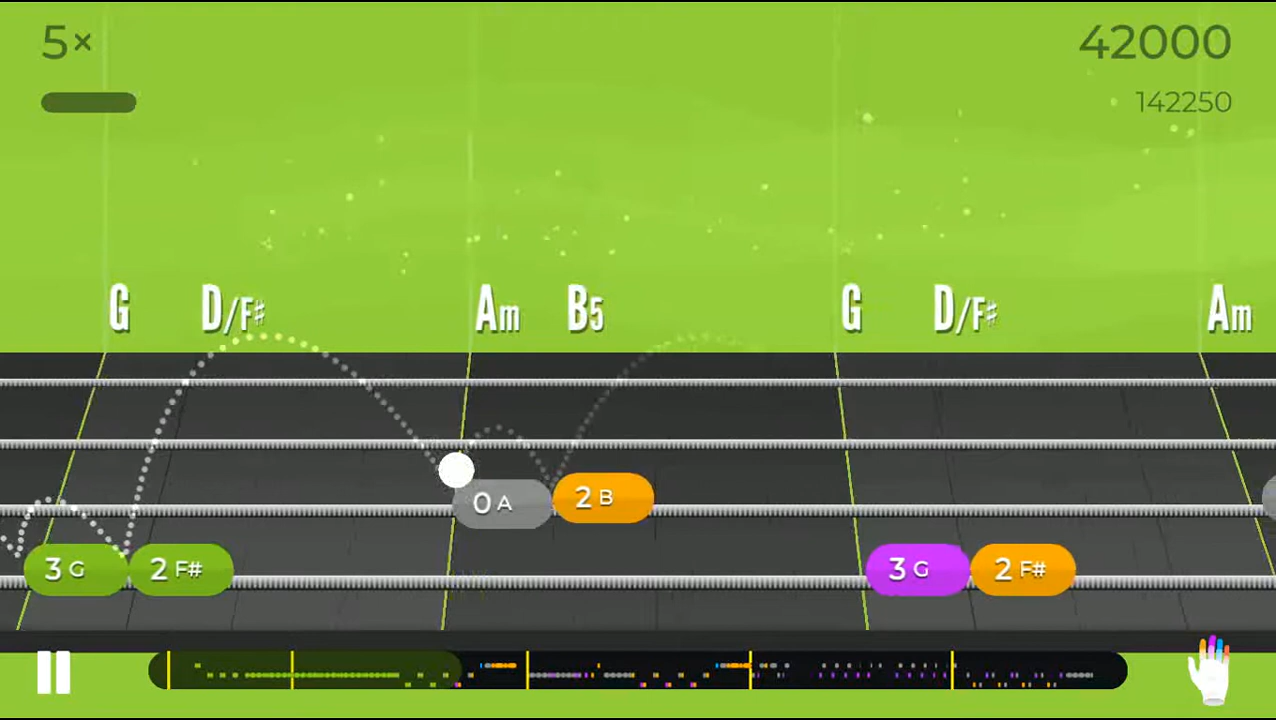 5×
42000
142250
G D/F♯ Am B5 G D/F♯ Am
0 A 2 B
3 G 2 F# 3 G 2 F#